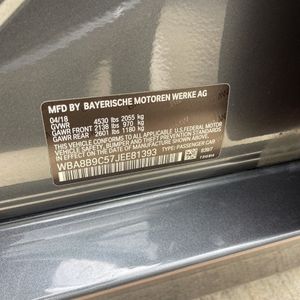 MFD BY BAYERISCHE MOTOREN WERKE AG
04/18
GVWR 4530 lbs 2055 kg
GAWR FRONT 2138 lbs 970 kg
GAWR REAR 2601 lbs 1180 kg
THIS VEHICLE CONFORMS TO ALL APPLICABLE
U.S. FEDERAL MOTOR
VEHICLE SAFETY, BUMPER AND THEFT PREVENTION STANDARDS
IN EFFECT ON THE DATE OF MANUFACTURE SHOWN ABOVE.
WBA8B9C57JEE81393 TYPE: PASSENGER CAR